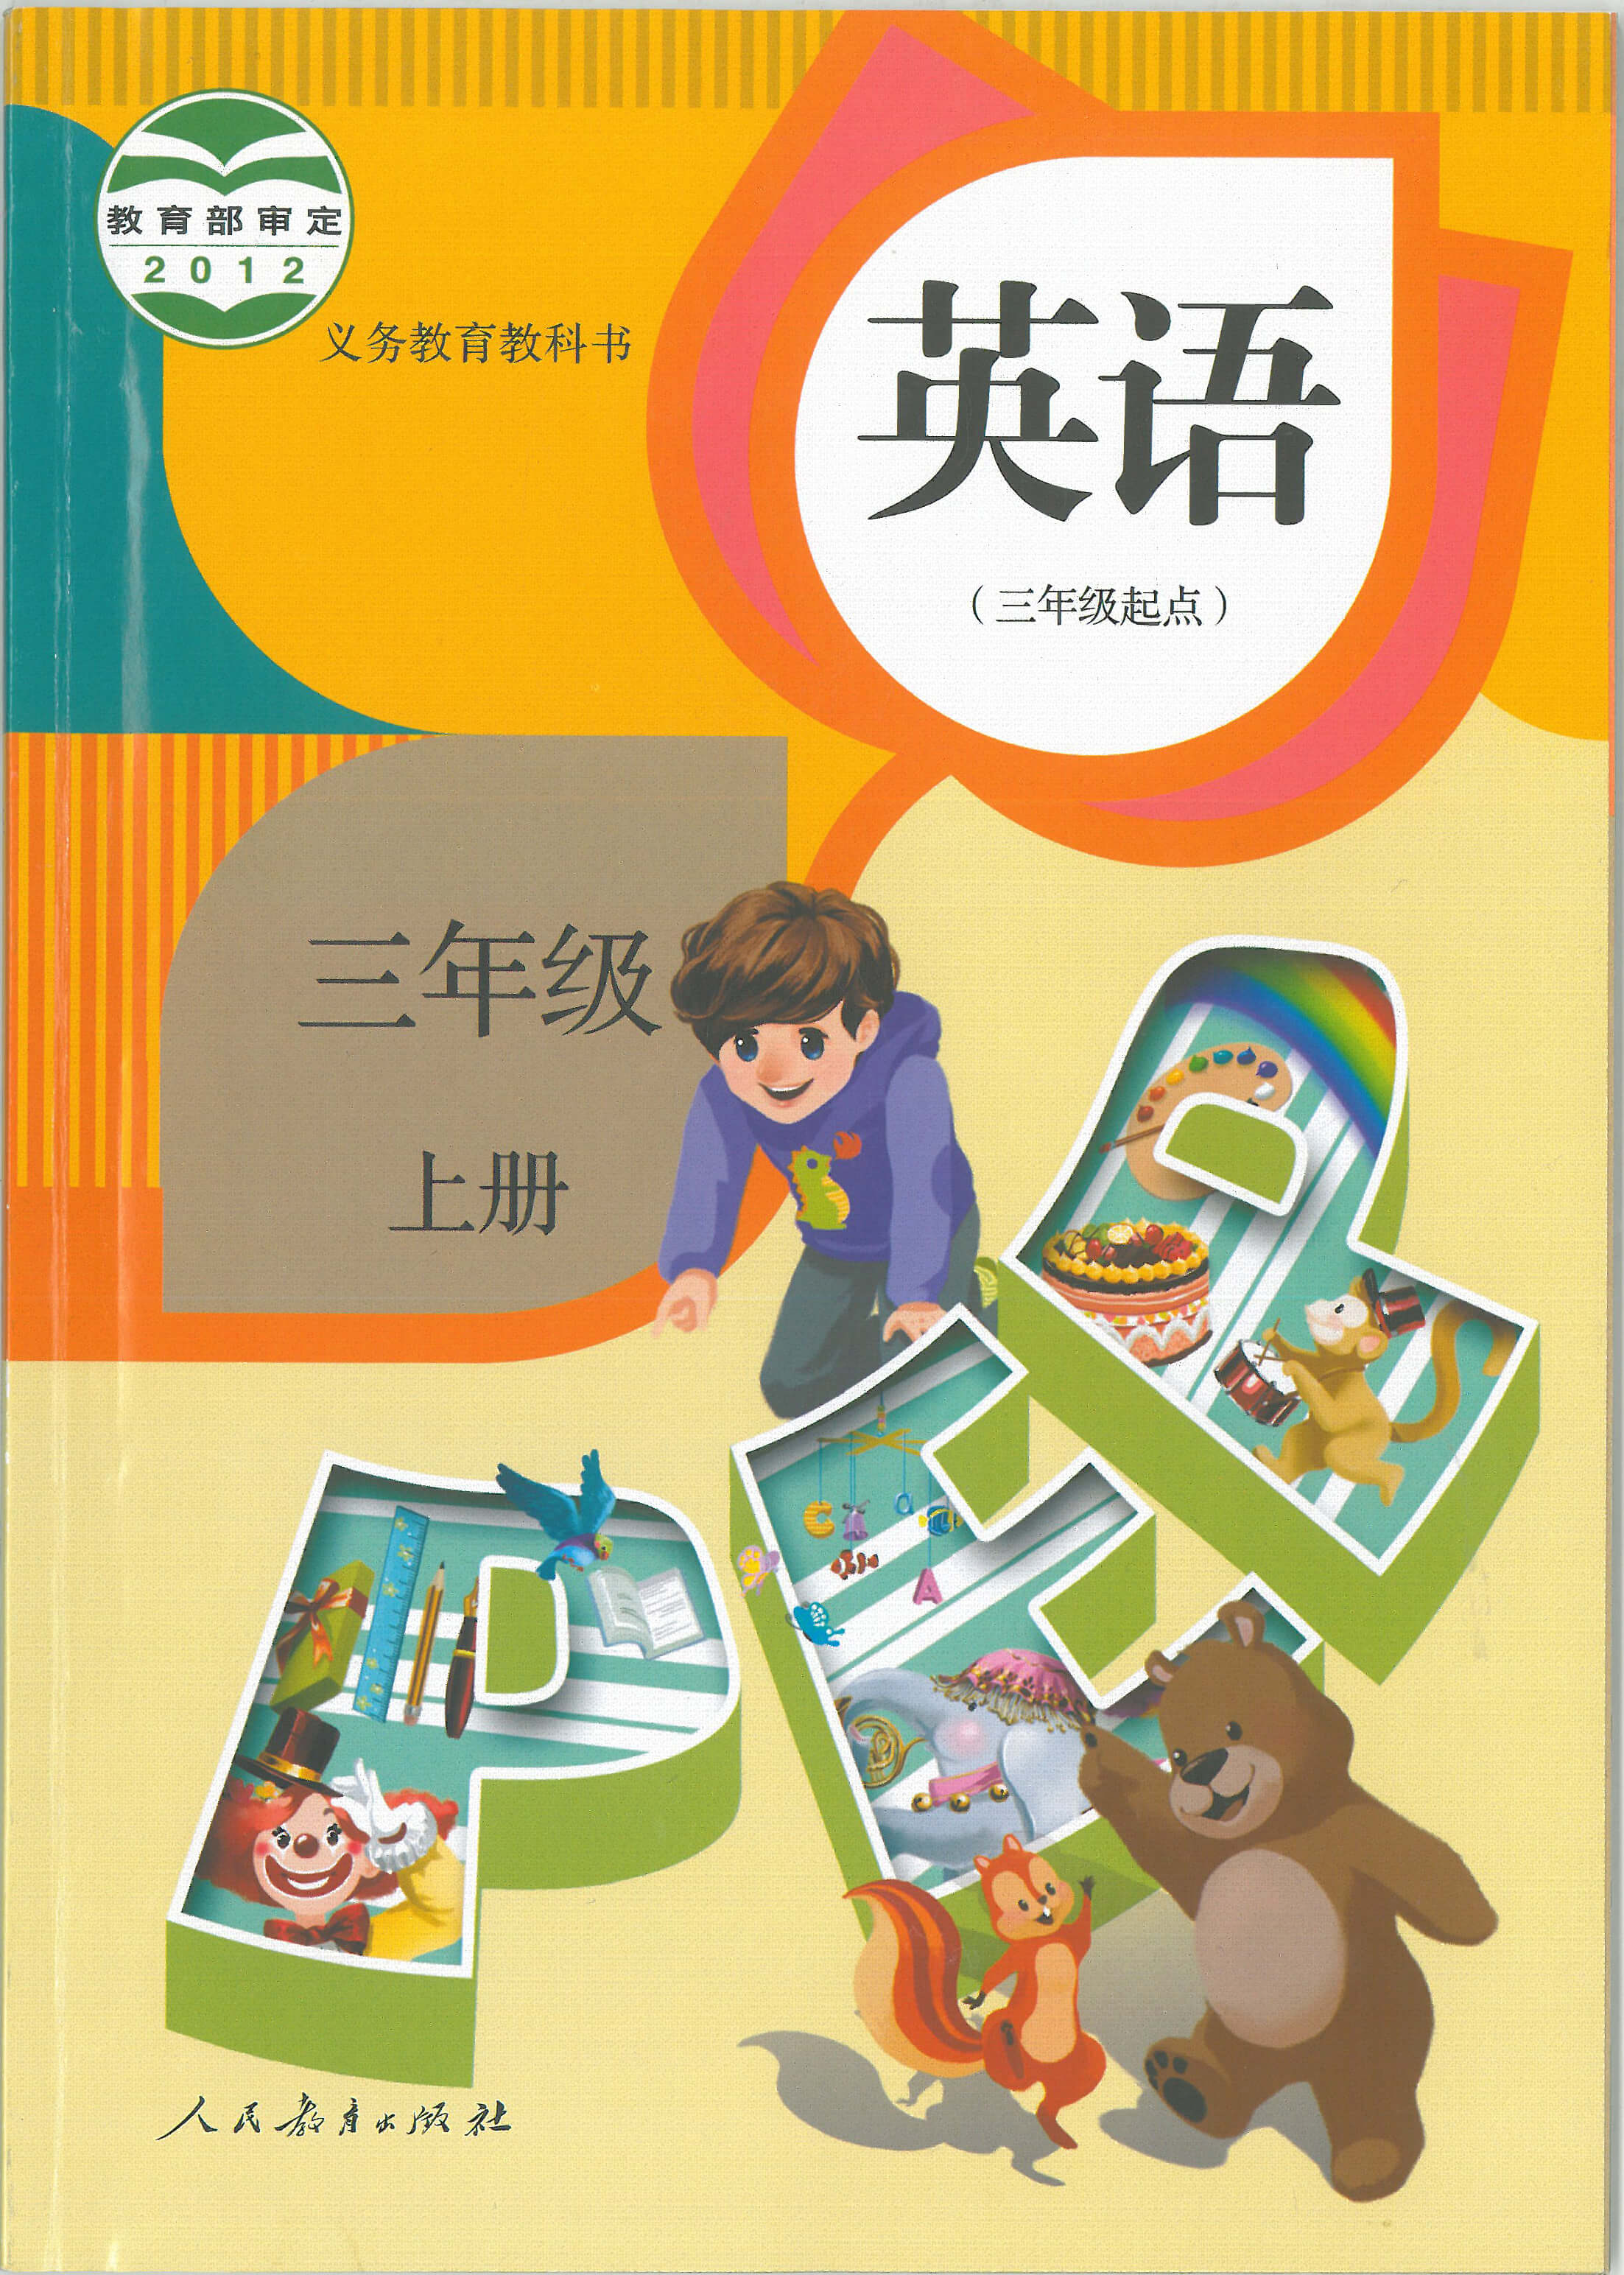 教育部审定
2012
义务教育教科书
英语
（三年级起点）
三年级
上册
C a
A
P E P
人民教育出版社